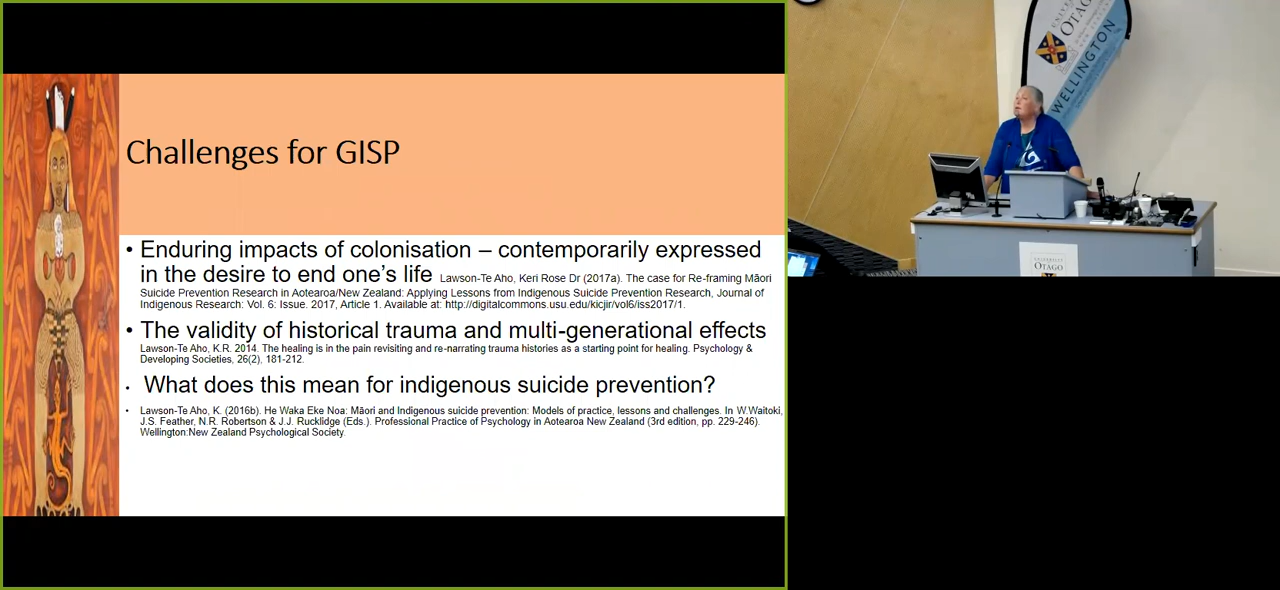 Challenges for GISP
• Enduring impacts of colonisation – contemporarily expressed
in the desire to end one's life Lawson-Te Aho, Keri Rose Dr (2017a). The case for Re-framing Māori
Suicide Prevention Research in Aotearoa/New Zealand: Applying Lessons from Indigenous Suicide Prevention Research, Journal of
Indigenous Research: Vol. 6: Issue. 2017, Article 1. Available at: http://digitalcommons.usu.edu/kicjir/vol6/iss2017/1.
• The validity of historical trauma and multi-generational effects
Lawson-Te Aho, K.R. 2014. The healing is in the pain revisiting and re-narrating trauma histories as a starting point for healing. Psychology &
Developing Societies, 26(2), 181-212.
• What does this mean for indigenous suicide prevention?
• Lawson-Te Aho, K. (2016b). He Waka Eke Noa: Māori and Indigenous suicide prevention: Models of practice, lessons and challenges. In W.Waitoki,
J.S. Feather, N.R. Robertson & J.J. Rucklidge (Eds.). Professional Practice of Psychology in Aotearoa New Zealand (3rd edition, pp. 229-246).
Wellington:New Zealand Psychological Society.
OTAGO
WELLINGTON
UNIVERSITY
OTAGO